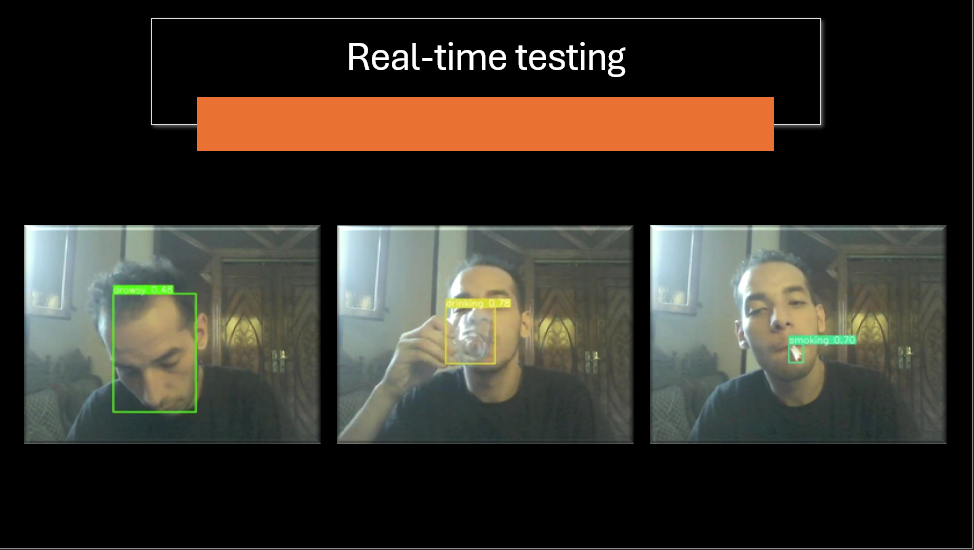 Real-time testing
drowsy 0.48
drinking 0.78
smoking 0.70